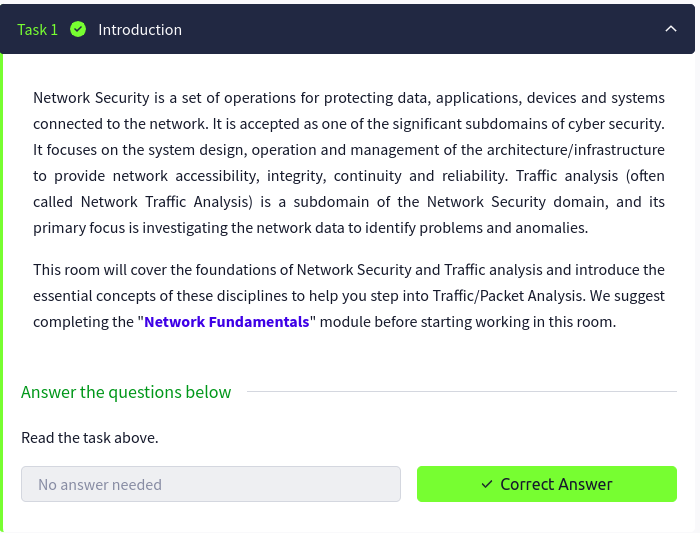 Task 1 Introduction
Network Security is a set of operations for protecting data, applications, devices and systems
connected to the network. It is accepted as one of the significant subdomains of cyber security.
It focuses on the system design, operation and management of the architecture/infrastructure
to provide network accessibility, integrity, continuity and reliability. Traffic analysis (often
called Network Traffic Analysis) is a subdomain of the Network Security domain, and its
primary focus is investigating the network data to identify problems and anomalies.
This room will cover the foundations of Network Security and Traffic analysis and introduce the
essential concepts of these disciplines to help you step into Traffic/Packet Analysis. We suggest
completing the "Network Fundamentals" module before starting working in this room.
Answer the questions below
Read the task above.
No answer needed
Correct Answer